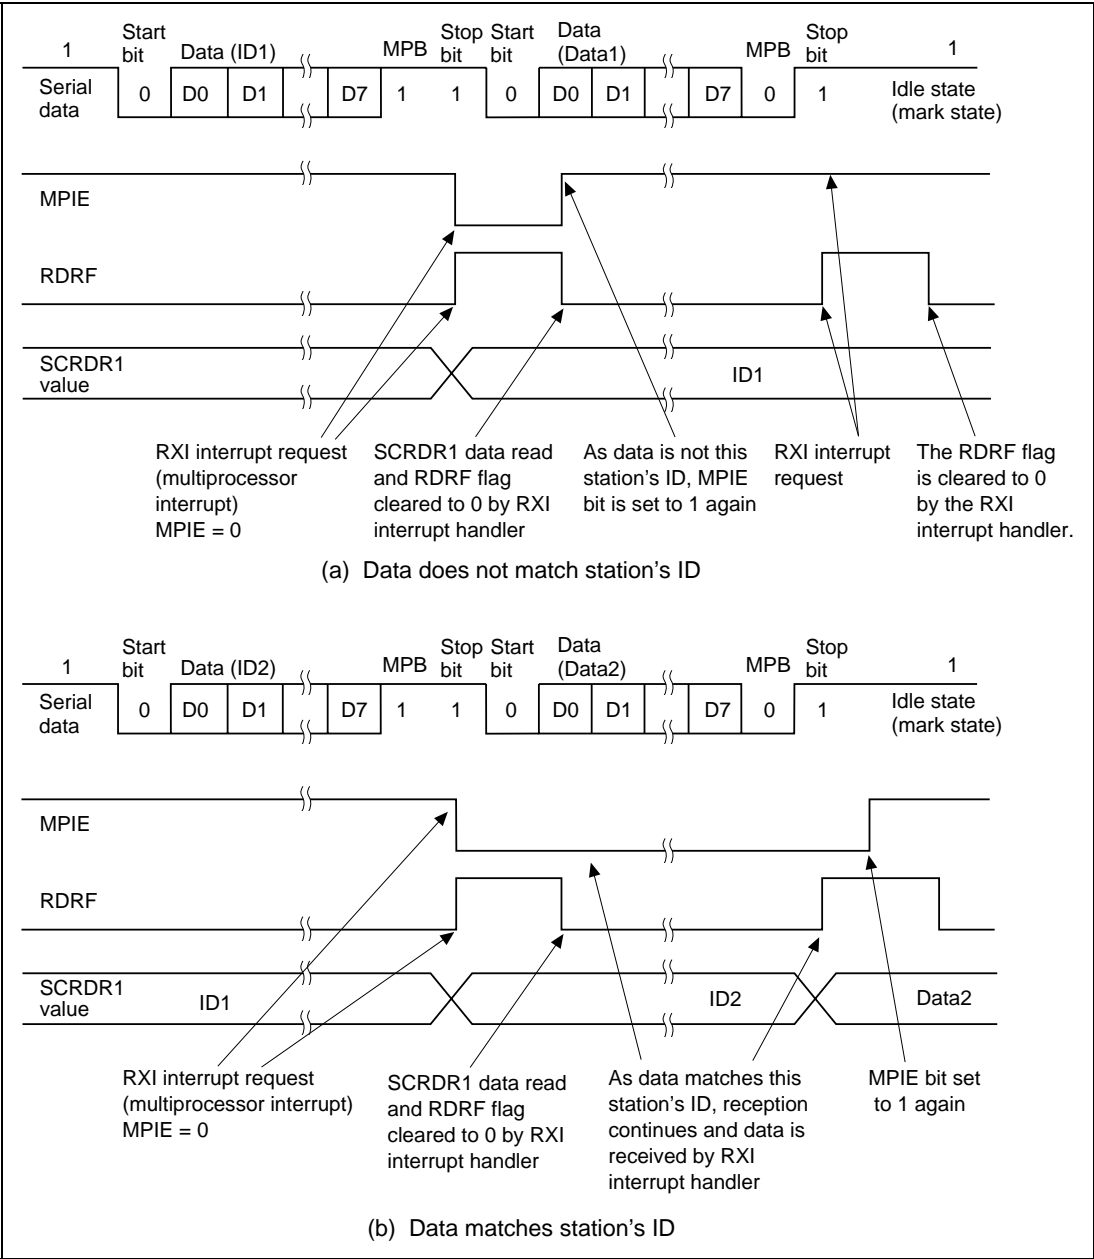 Start bit
Data (ID1)
MPB
Stop bit
Start bit
Data (Data1)
MPB
Stop bit
1
1
Serial data
0 D0 D1 D7 1 1 0 D0 D1 D7 0 1
Idle state (mark state)
MPIE
RDRF
SCRDR1 value
ID1
RXI interrupt request
(multiprocessor
interrupt)
MPIE = 0
SCRDR1 data read
and RDRF flag
cleared to 0 by RXI
interrupt handler
As data is not this
station's ID, MPIE
bit is set to 1 again
RXI interrupt
request
The RDRF flag
is cleared to 0
by the RXI
interrupt handler.
(a) Data does not match station's ID
Start bit
Data (ID2)
MPB
Stop bit
Start bit
Data (Data2)
MPB
Stop bit
1
1
Serial data
0 D0 D1 D7 1 1 0 D0 D1 D7 0 1
Idle state (mark state)
MPIE
RDRF
SCRDR1 value
ID1
ID2
Data2
RXI interrupt request
(multiprocessor interrupt)
MPIE = 0
SCRDR1 data read
and RDRF flag
cleared to 0 by RXI
interrupt handler
As data matches this
station's ID, reception
continues and data is
received by RXI
interrupt handler
MPIE bit set
to 1 again
(b) Data matches station's ID